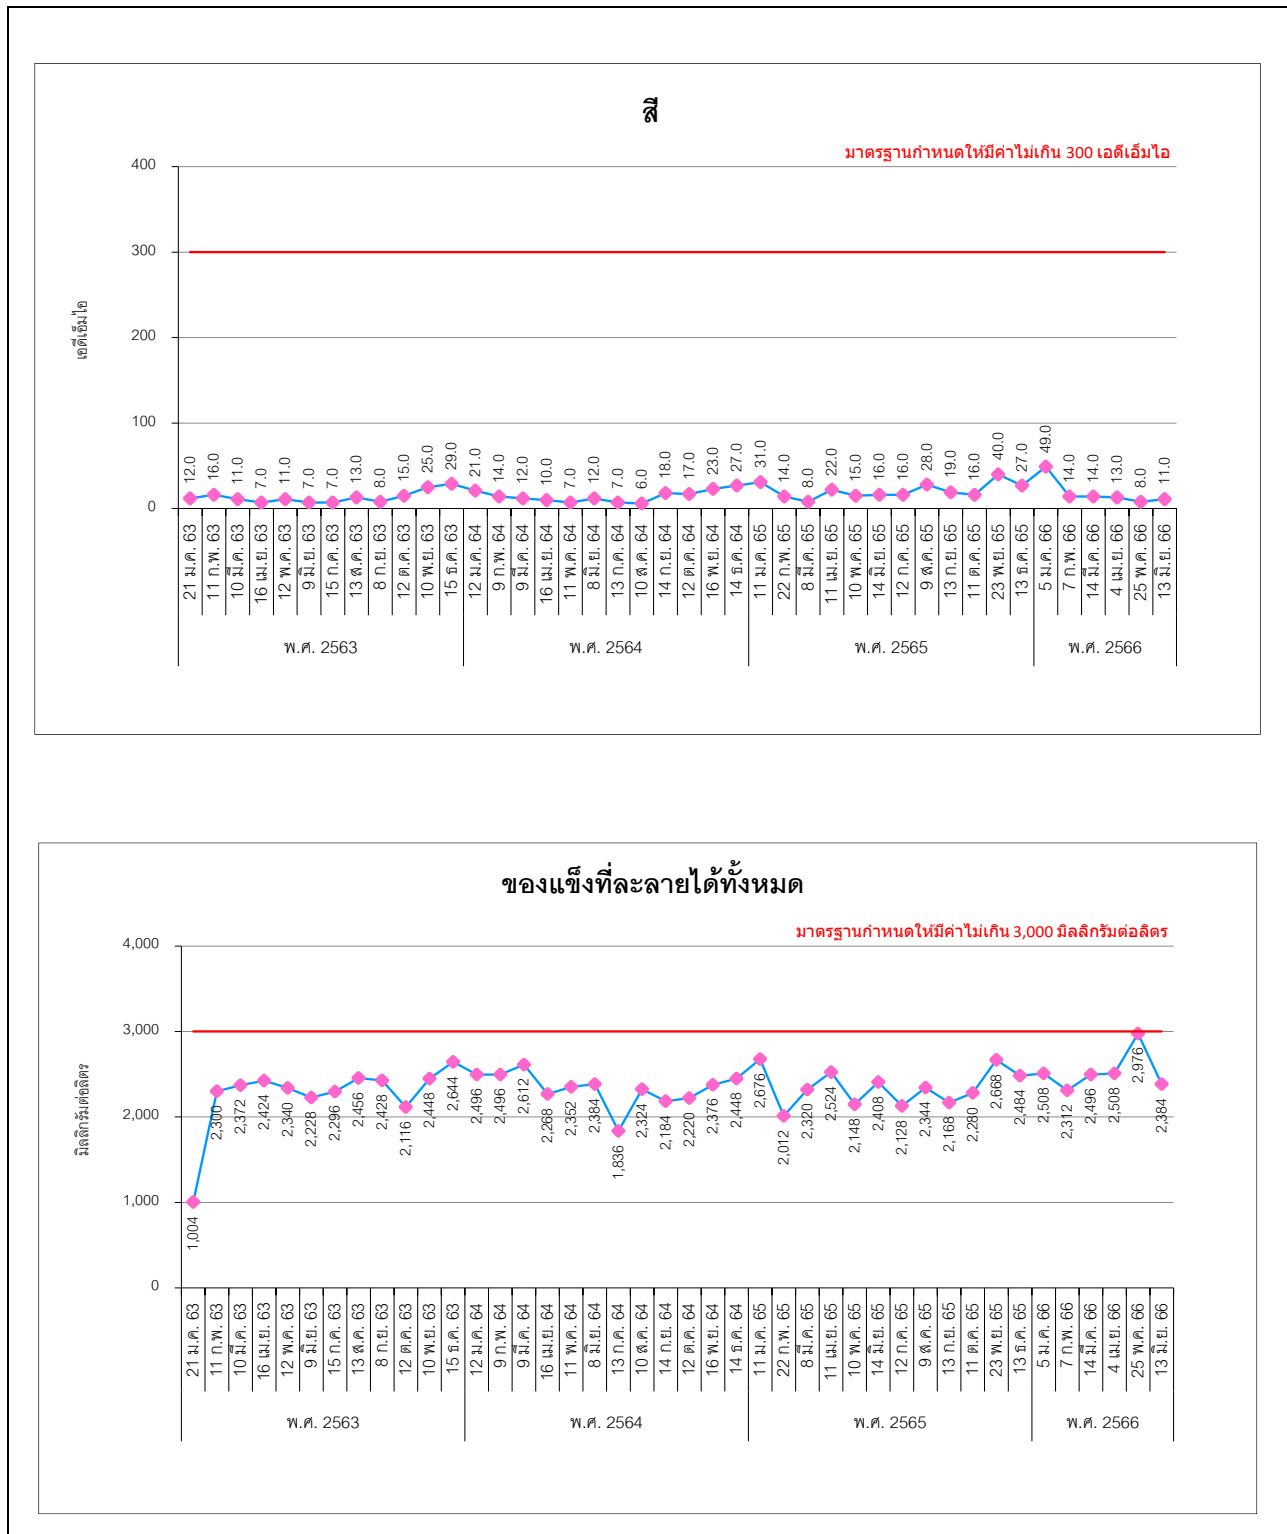 สี
มาตรฐานกำหนดให้มีค่าไม่เกิน 300 เอดีเอ็มไอ
400
300
200
100
0
เอดีเอ็มไอ
12.0 16.0 11.0 7.0 11.0 7.0 7.0 13.0 8.0 15.0 25.0 29.0 21.0 14.0 12.0 10.0 7.0 12.0 7.0 6.0 18.0 17.0 23.0 27.0 31.0 14.0 8.0 22.0 15.0 16.0 16.0 28.0 19.0 16.0 40.0 27.0 49.0 14.0 14.0 13.0 8.0 11.0
21 ม.ค. 63 11 ก.พ. 63 10 มี.ค. 63 16 เม.ย. 63 12 พ.ค. 63 9 มิ.ย. 63 15 ก.ค. 63 13 ส.ค. 63 8 ก.ย. 63 12 ต.ค. 63 10 พ.ย. 63 15 ธ.ค. 63 12 ม.ค. 64 9 ก.พ. 64 9 มี.ค. 64 16 เม.ย. 64 11 พ.ค. 64 8 มิ.ย. 64 13 ก.ค. 64 10 ส.ค. 64 14 ก.ย. 64 12 ต.ค. 64 16 พ.ย. 64 14 ธ.ค. 64 11 ม.ค. 65 22 ก.พ. 65 8 มี.ค. 65 11 เม.ย. 65 10 พ.ค. 65 14 มิ.ย. 65 12 ก.ค. 65 9 ส.ค. 65 13 ก.ย. 65 11 ต.ค. 65 23 พ.ย. 65 13 ธ.ค. 65 5 ม.ค. 66 7 ก.พ. 66 14 มี.ค. 66 4 เม.ย. 66 25 พ.ค. 66 13 มิ.ย. 66
พ.ศ. 2563 พ.ศ. 2564 พ.ศ. 2565 พ.ศ. 2566
ของแข็งที่ละลายได้ทั้งหมด
มาตรฐานกำหนดให้มีค่าไม่เกิน 3,000 มิลลิกรัมต่อลิตร
4,000
3,000
2,000
1,000
0
มิลลิกรัมต่อลิตร
1,004 2,300 2,372 2,424 2,340 2,228 2,296 2,456 2,428 2,116 2,448 2,644 2,496 2,496 2,612 2,268 2,352 2,384 1,836 2,324 2,184 2,220 2,376 2,448 2,676 2,012 2,320 2,524 2,148 2,408 2,128 2,344 2,168 2,280 2,668 2,484 2,508 2,312 2,496 2,508 2,976 2,384
21 ม.ค. 63 11 ก.พ. 63 10 มี.ค. 63 16 เม.ย. 63 12 พ.ค. 63 9 มิ.ย. 63 15 ก.ค. 63 13 ส.ค. 63 8 ก.ย. 63 12 ต.ค. 63 10 พ.ย. 63 15 ธ.ค. 63 12 ม.ค. 64 9 ก.พ. 64 9 มี.ค. 64 16 เม.ย. 64 11 พ.ค. 64 8 มิ.ย. 64 13 ก.ค. 64 10 ส.ค. 64 14 ก.ย. 64 12 ต.ค. 64 16 พ.ย. 64 14 ธ.ค. 64 11 ม.ค. 65 22 ก.พ. 65 8 มี.ค. 65 11 เม.ย. 65 10 พ.ค. 65 14 มิ.ย. 65 12 ก.ค. 65 9 ส.ค. 65 13 ก.ย. 65 11 ต.ค. 65 23 พ.ย. 65 13 ธ.ค. 65 5 ม.ค. 66 7 ก.พ. 66 14 มี.ค. 66 4 เม.ย. 66 25 พ.ค. 66 13 มิ.ย. 66
พ.ศ. 2563 พ.ศ. 2564 พ.ศ. 2565 พ.ศ. 2566